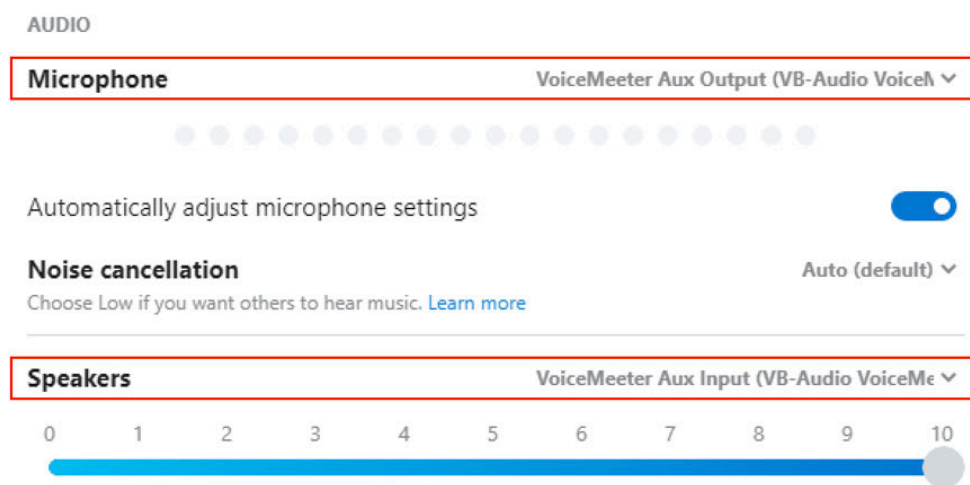 AUDIO
Microphone VoiceMeeter Aux Output (VB-Audio Voice
Automatically adjust microphone settings
Noise cancellation Auto (default)
Choose Low if you want others to hear music. Learn more
Speakers VoiceMeeter Aux Input (VB-Audio VoiceMe
0 1 2 3 4 5 6 7 8 9 10